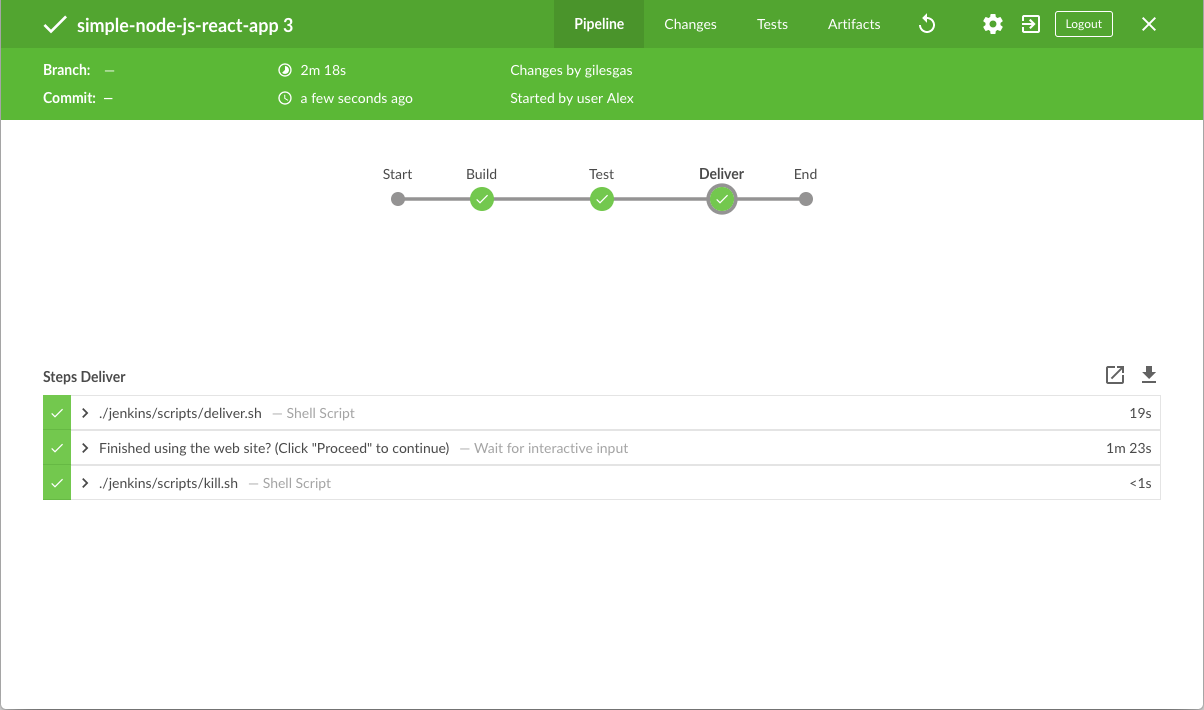 simple-node-js-react-app 3
Pipeline Changes Tests Artifacts Logout
Branch: — 2m 18s Changes by gilesgas
Commit: — a few seconds ago Started by user Alex
Start Build Test Deliver End
Steps Deliver
./jenkins/scripts/deliver.sh — Shell Script 19s
Finished using the web site? (Click "Proceed" to continue) — Wait for interactive input 1m 23s
./jenkins/scripts/kill.sh — Shell Script <1s